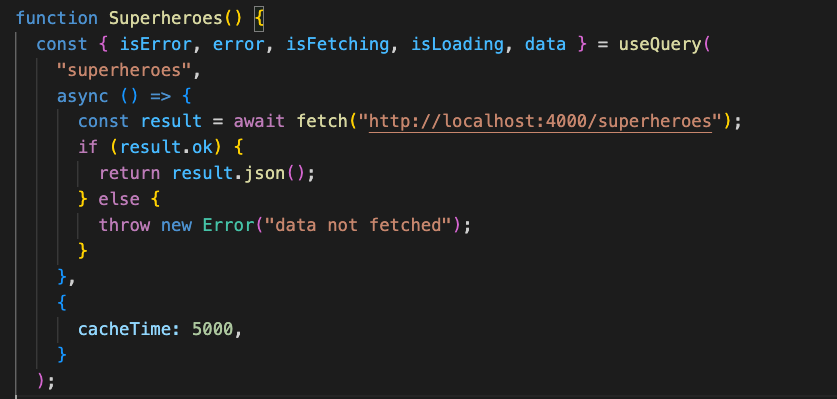 function Superheroes() {
const { isError, error, isFetching, isLoading, data } = useQuery(
"superheroes",
async () => {
const result = await fetch("http://localhost:4000/superheroes");
if (result.ok) {
return result.json();
} else {
throw new Error("data not fetched");
}
},
{
cacheTime: 5000,
}
);